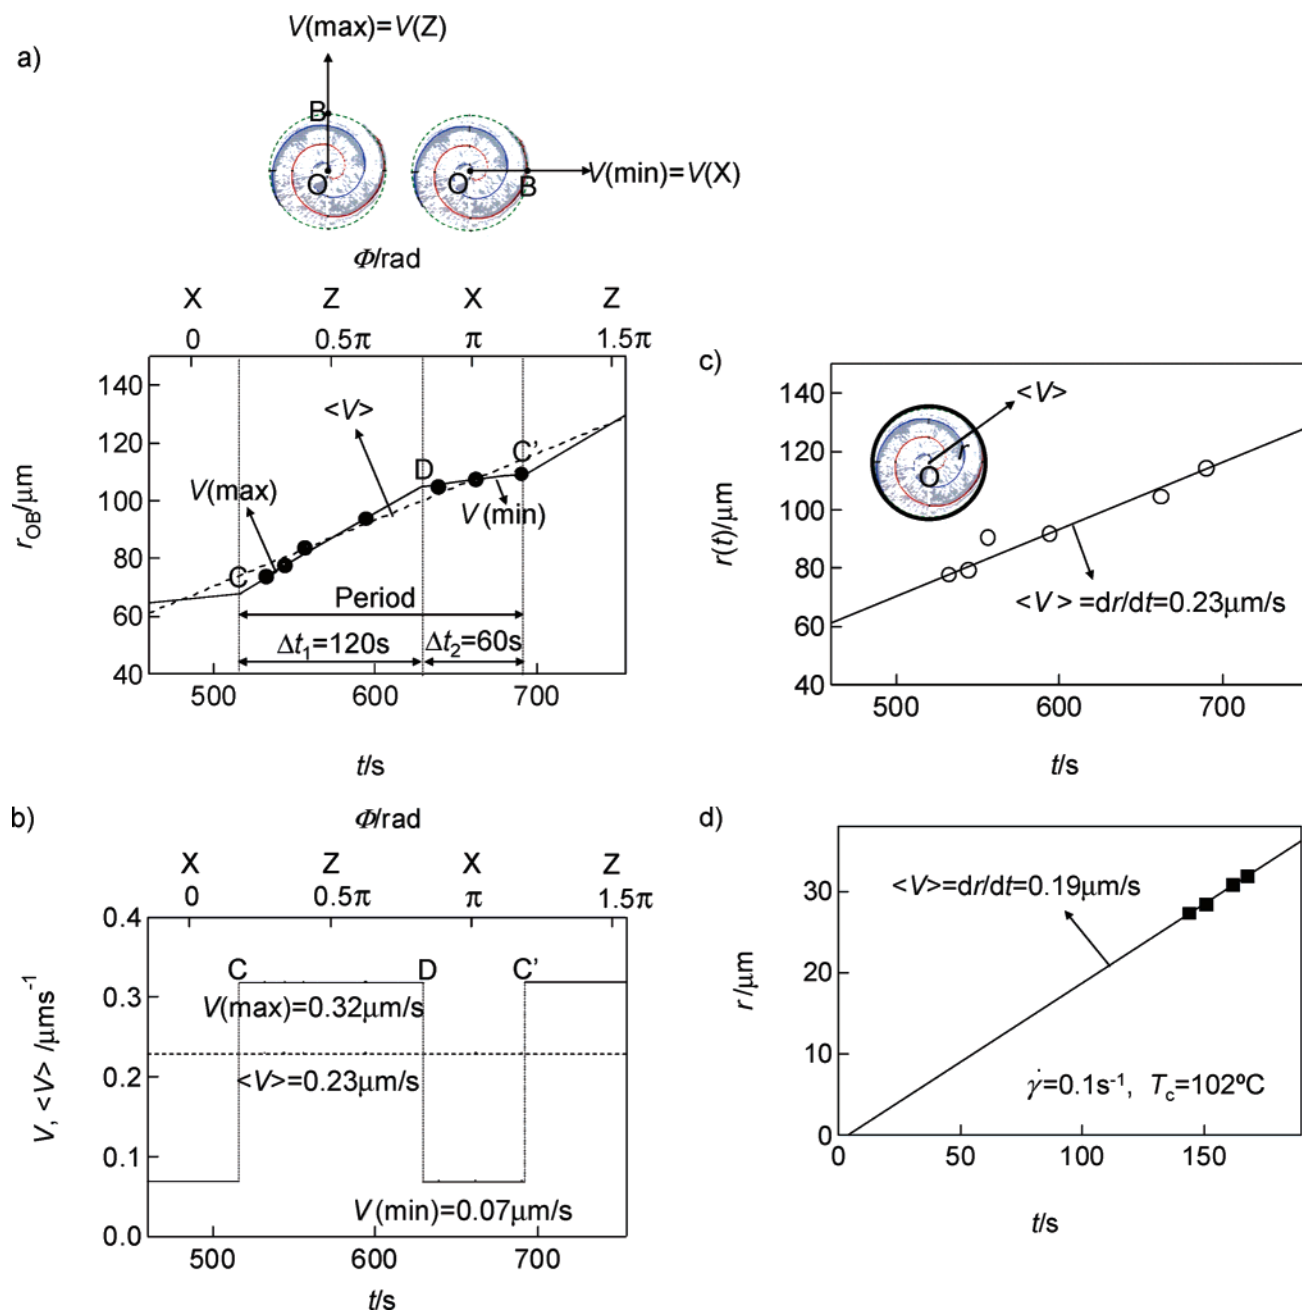 a)
V(max)=V(Z)
B
O
O
B
V(min)=V(X)
Φ/rad
X Z X Z
0 0.5π π 1.5π
140
120
100
80
60
40
r_OB/μm
<V>
V(max)
C
D
C'
V(min)
Period
Δt₁=120s
Δt₂=60s
500 600 700
t/s
b)
Φ/rad
X Z X Z
0 0.5π π 1.5π
0.4
0.3
0.2
0.1
0.0
V, <V> /μms⁻¹
C D C'
V(max)=0.32μm/s
<V>=0.23μm/s
V(min)=0.07μm/s
500 600 700
t/s
c)
140
120
100
80
60
40
r(t)/μm
<V>
r
O
<V> =dr/dt=0.23μm/s
500 600 700
t/s
d)
30
20
10
0
r/μm
<V>=dr/dt=0.19μm/s
γ̇=0.1s⁻¹, T_c=102ºC
0 50 100 150
t/s